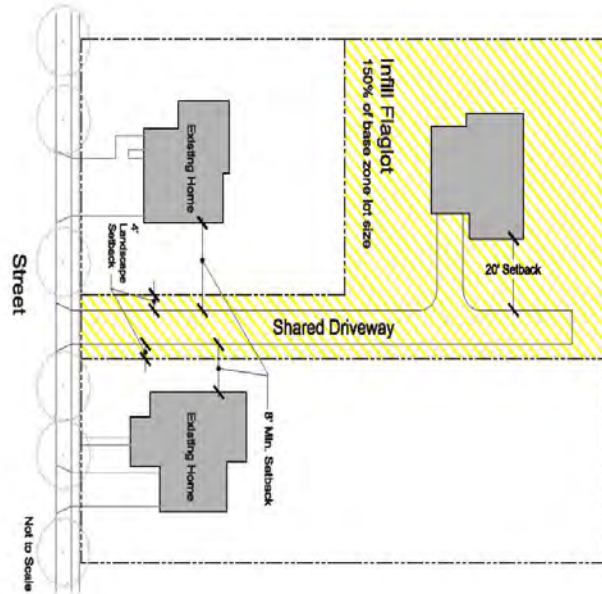 Infill Flaglot
150% of base zone lot size
Existing Home
20' Setback
4'
Landscape
Setback
Street
Shared Driveway
8' Min. Setback
Existing Home
Not to Scale